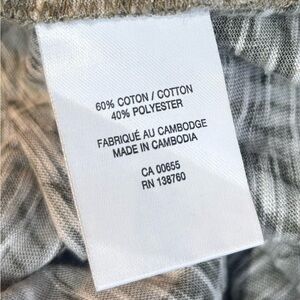 60% COTON / COTTON
40% POLYESTER
FABRIQUÉ AU CAMBODGE
MADE IN CAMBODIA
CA 00655
RN 138760